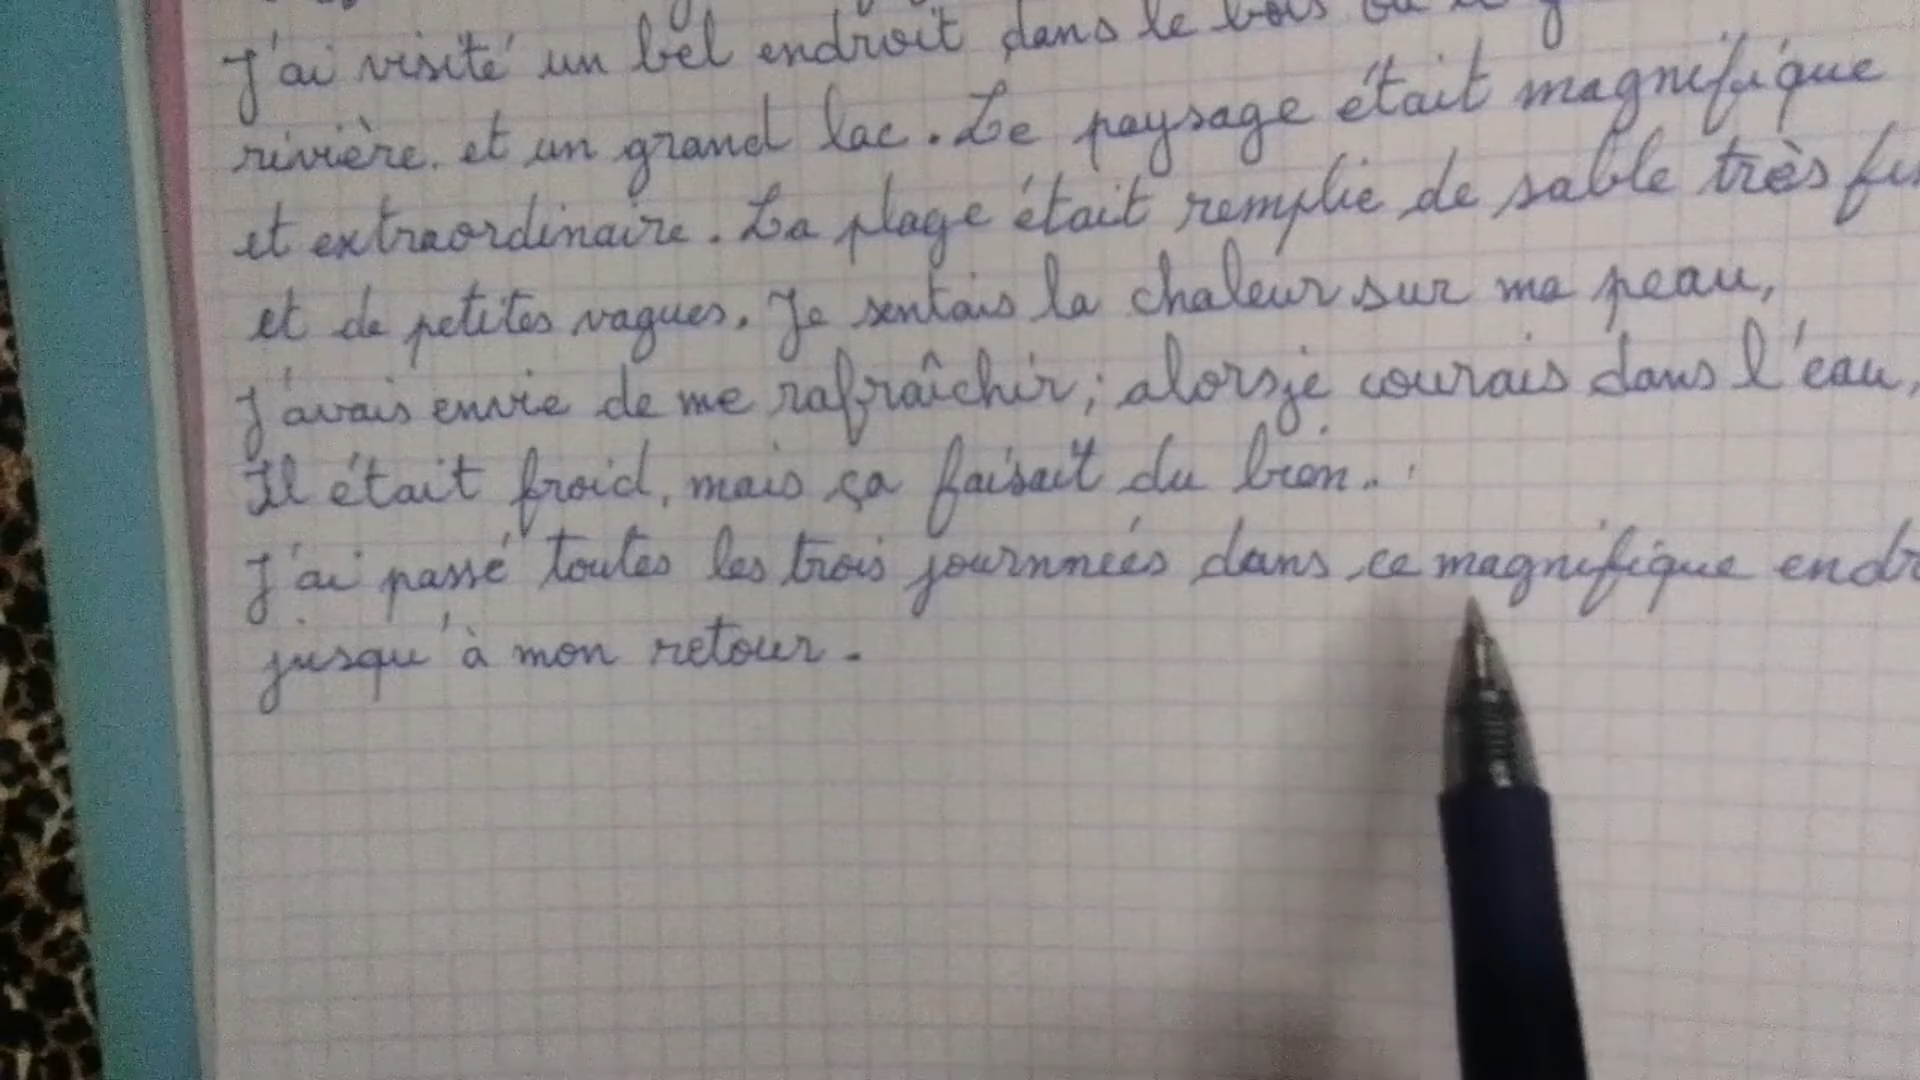 J'ai visité un bel endroit dans le bois où
rivière. et un grand lac. Le paysage était magnifique
et extraordinaire. La plage était remplie de sable très
et de petites vagues. Je sentais la chaleur sur ma peau,
J'avais envie de me rafraîchir; alors je courais dans l'eau,
Il était froid, mais ça faisait du bien.
J'ai passé toutes les trois journnées dans ce magnifique
jusqu'à mon retour.